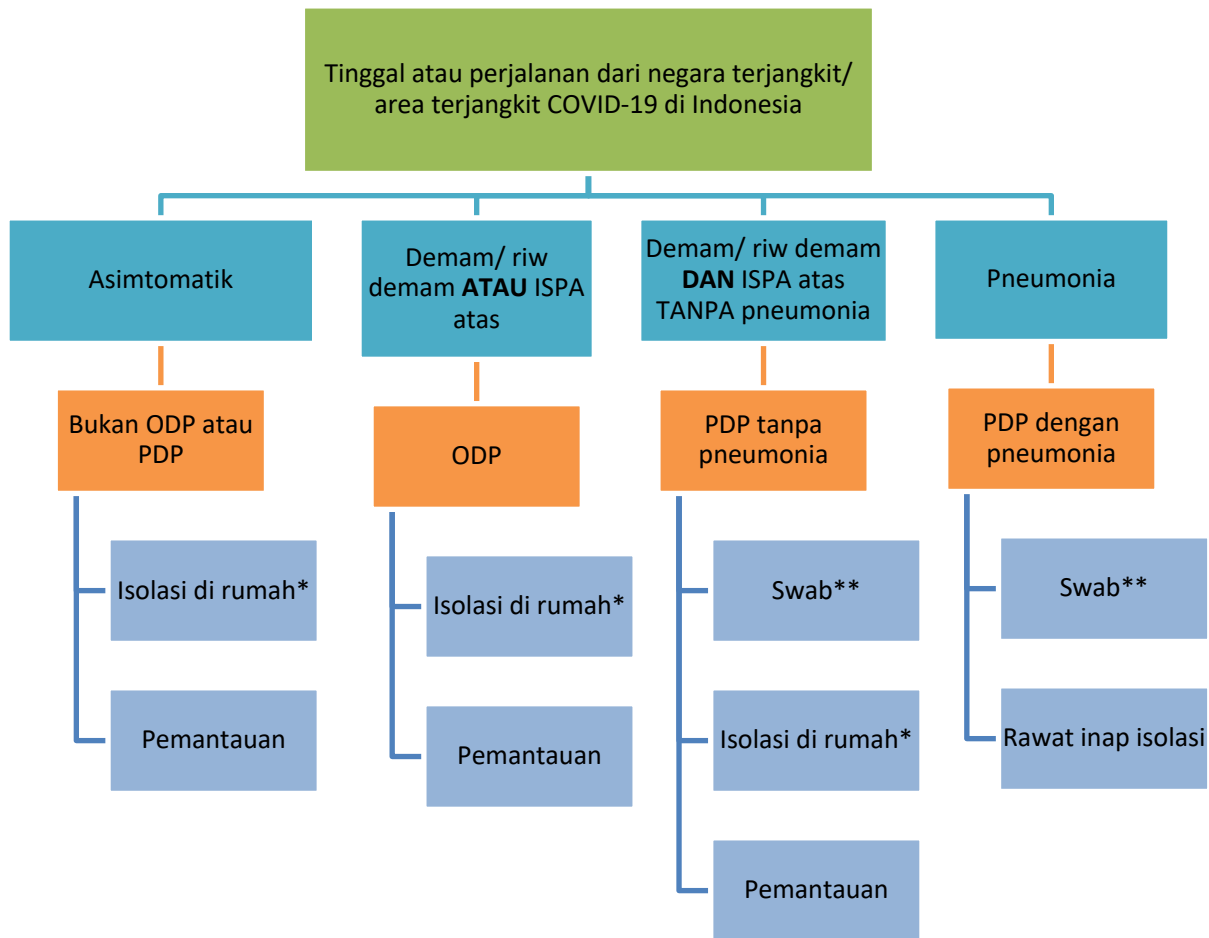 Tinggal atau perjalanan dari negara terjangkit/
area terjangkit COVID-19 di Indonesia
Asimtomatik
Demam/ riw
demam ATAU ISPA
atas
Demam/ riw demam
DAN ISPA atas
TANPA pneumonia
Pneumonia
Bukan ODP atau
PDP
ODP
PDP tanpa
pneumonia
PDP dengan
pneumonia
Isolasi di rumah*
Pemantauan
Isolasi di rumah*
Pemantauan
Swab**
Isolasi di rumah*
Pemantauan
Swab**
Rawat inap isolasi